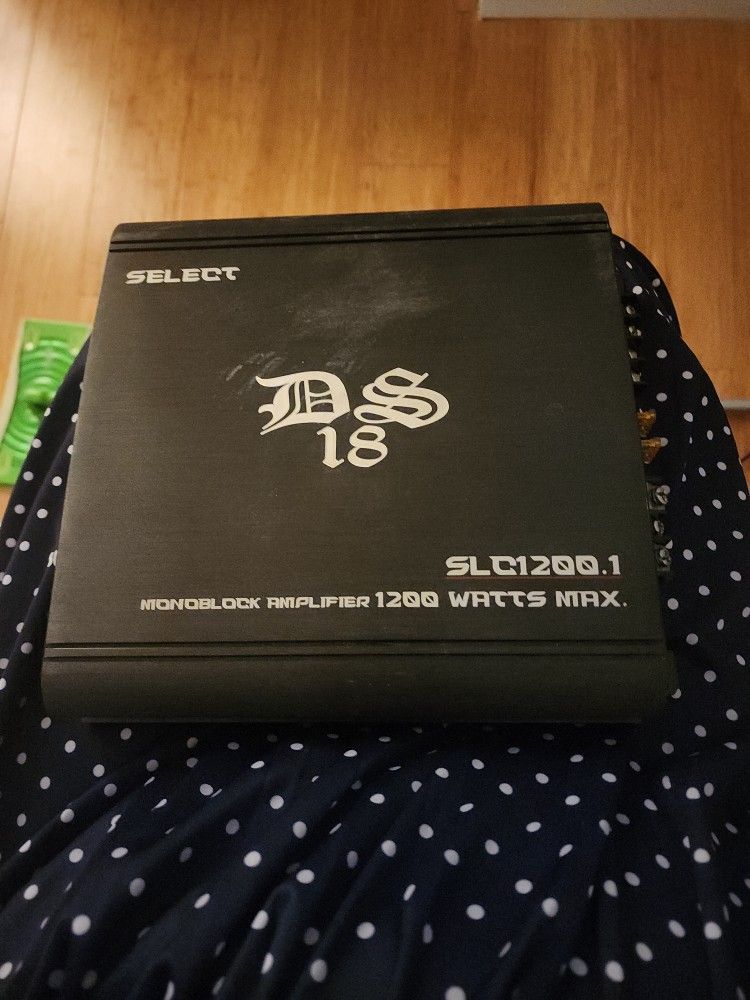 SELECT
DS
18
SLC1200.1
MONOBLOCK AMPLIFIER 1200 WATTS MAX.